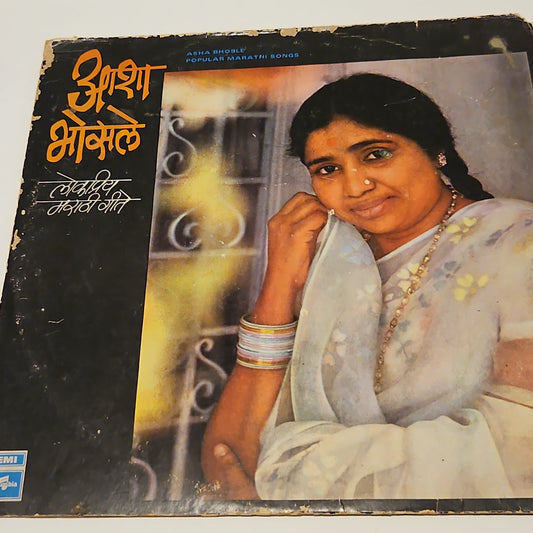 ASHA BHOSLE
POPULAR MARATHI SONGS
आशा
भोसले
लोकप्रिय
मराठी गीते
EMI